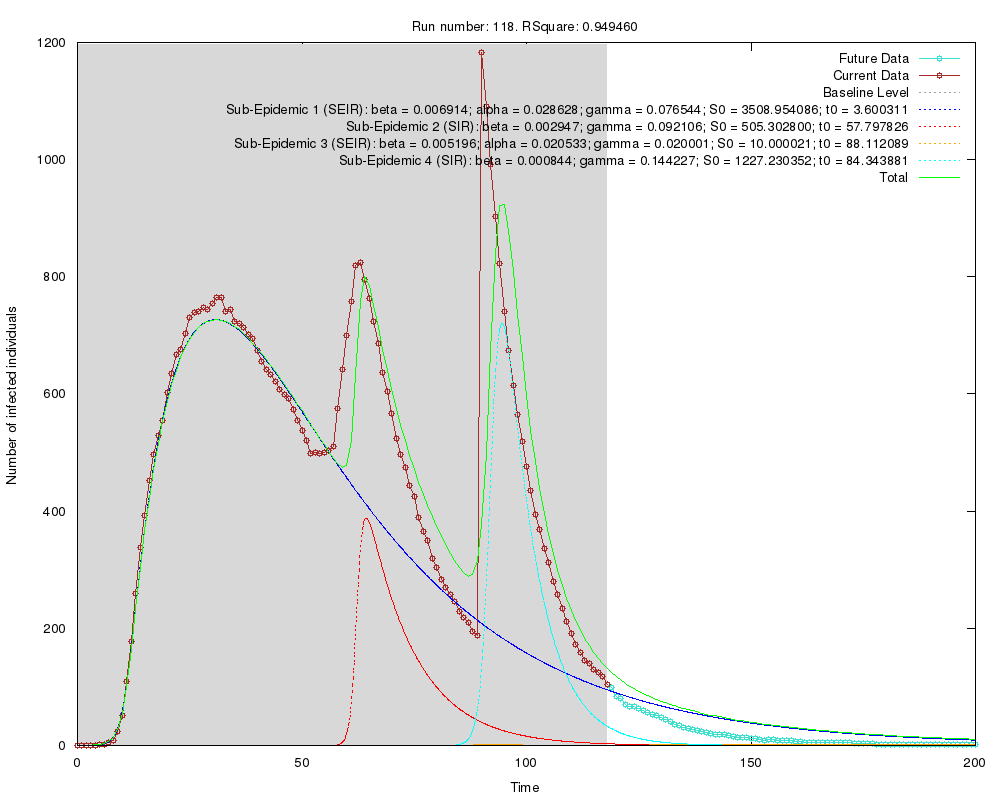 Run number: 118. RSquare: 0.949460
1200
1000
800
600
400
200
0
Number of infected individuals
Future Data
Current Data
Baseline Level
Sub-Epidemic 1 (SEIR): beta = 0.006914; alpha = 0.028628; gamma = 0.076544; S0 = 3508.954086; t0 = 3.600311
Sub-Epidemic 2 (SIR): beta = 0.002947; gamma = 0.092106; S0 = 505.302800; t0 = 57.797826
Sub-Epidemic 3 (SEIR): beta = 0.005196; alpha = 0.020533; gamma = 0.020001; S0 = 10.000021; t0 = 88.112089
Sub-Epidemic 4 (SIR): beta = 0.000844; gamma = 0.144227; S0 = 1227.230352; t0 = 84.343881
Total
0 50 100 150 200
Time